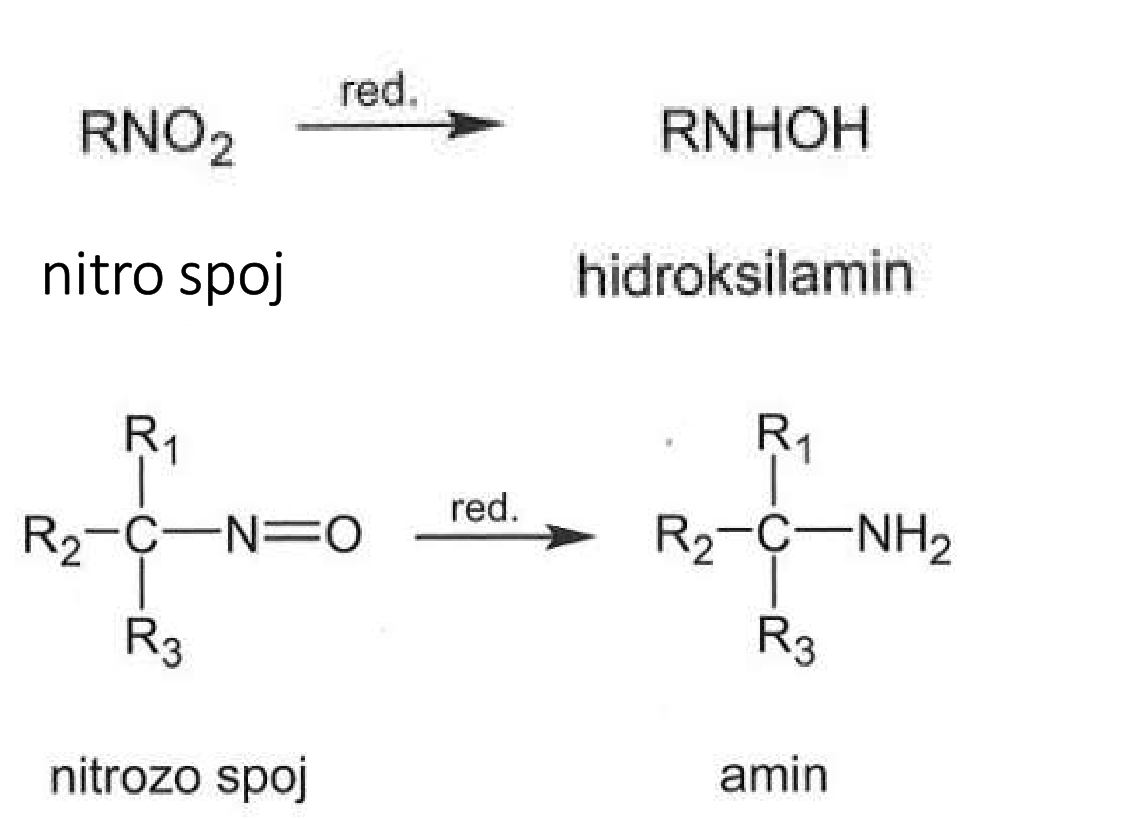 red.
RNO₂ RNHOH
nitro spoj hidroksilamin
R₁ R₁
red.
R₂–C–N=O R₂–C–NH₂
R₃ R₃
nitrozo spoj amin